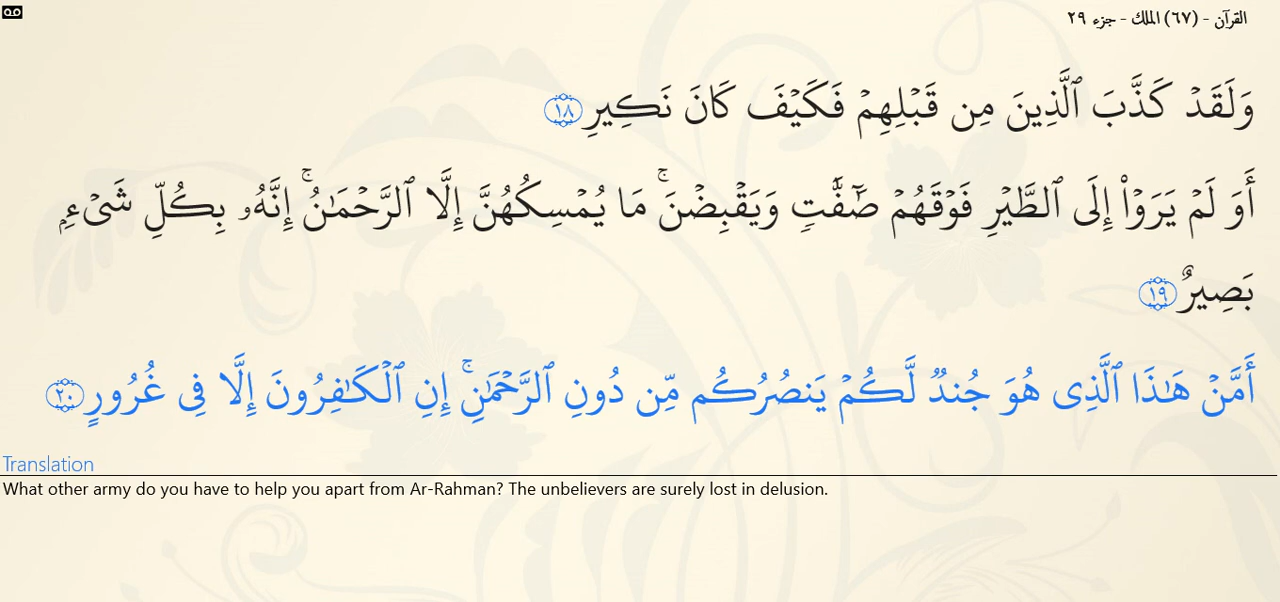 القرآن - (٦٧) الملك - جزء ٢٩
وَلَقَدۡ كَذَّبَ ٱلَّذِينَ مِن قَبۡلِهِمۡ فَكَيۡفَ كَانَ نَكِيرِ ١٨
أَوَ لَمۡ يَرَوۡاْ إِلَى ٱلطَّيۡرِ فَوۡقَهُمۡ صَٰٓفَّٰتٖ وَيَقۡبِضۡنَۚ مَا يُمۡسِكُهُنَّ إِلَّا ٱلرَّحۡمَٰنُۚ إِنَّهُۥ بِكُلِّ شَيۡءِۭ
بَصِيرٌ ١٩
أَمَّنۡ هَٰذَا ٱلَّذِي هُوَ جُندٞ لَّكُمۡ يَنصُرُكُم مِّن دُونِ ٱلرَّحۡمَٰنِۚ إِنِ ٱلۡكَٰفِرُونَ إِلَّا فِي غُرُورٍ ٢٠
Translation
What other army do you have to help you apart from Ar-Rahman? The unbelievers are surely lost in delusion.